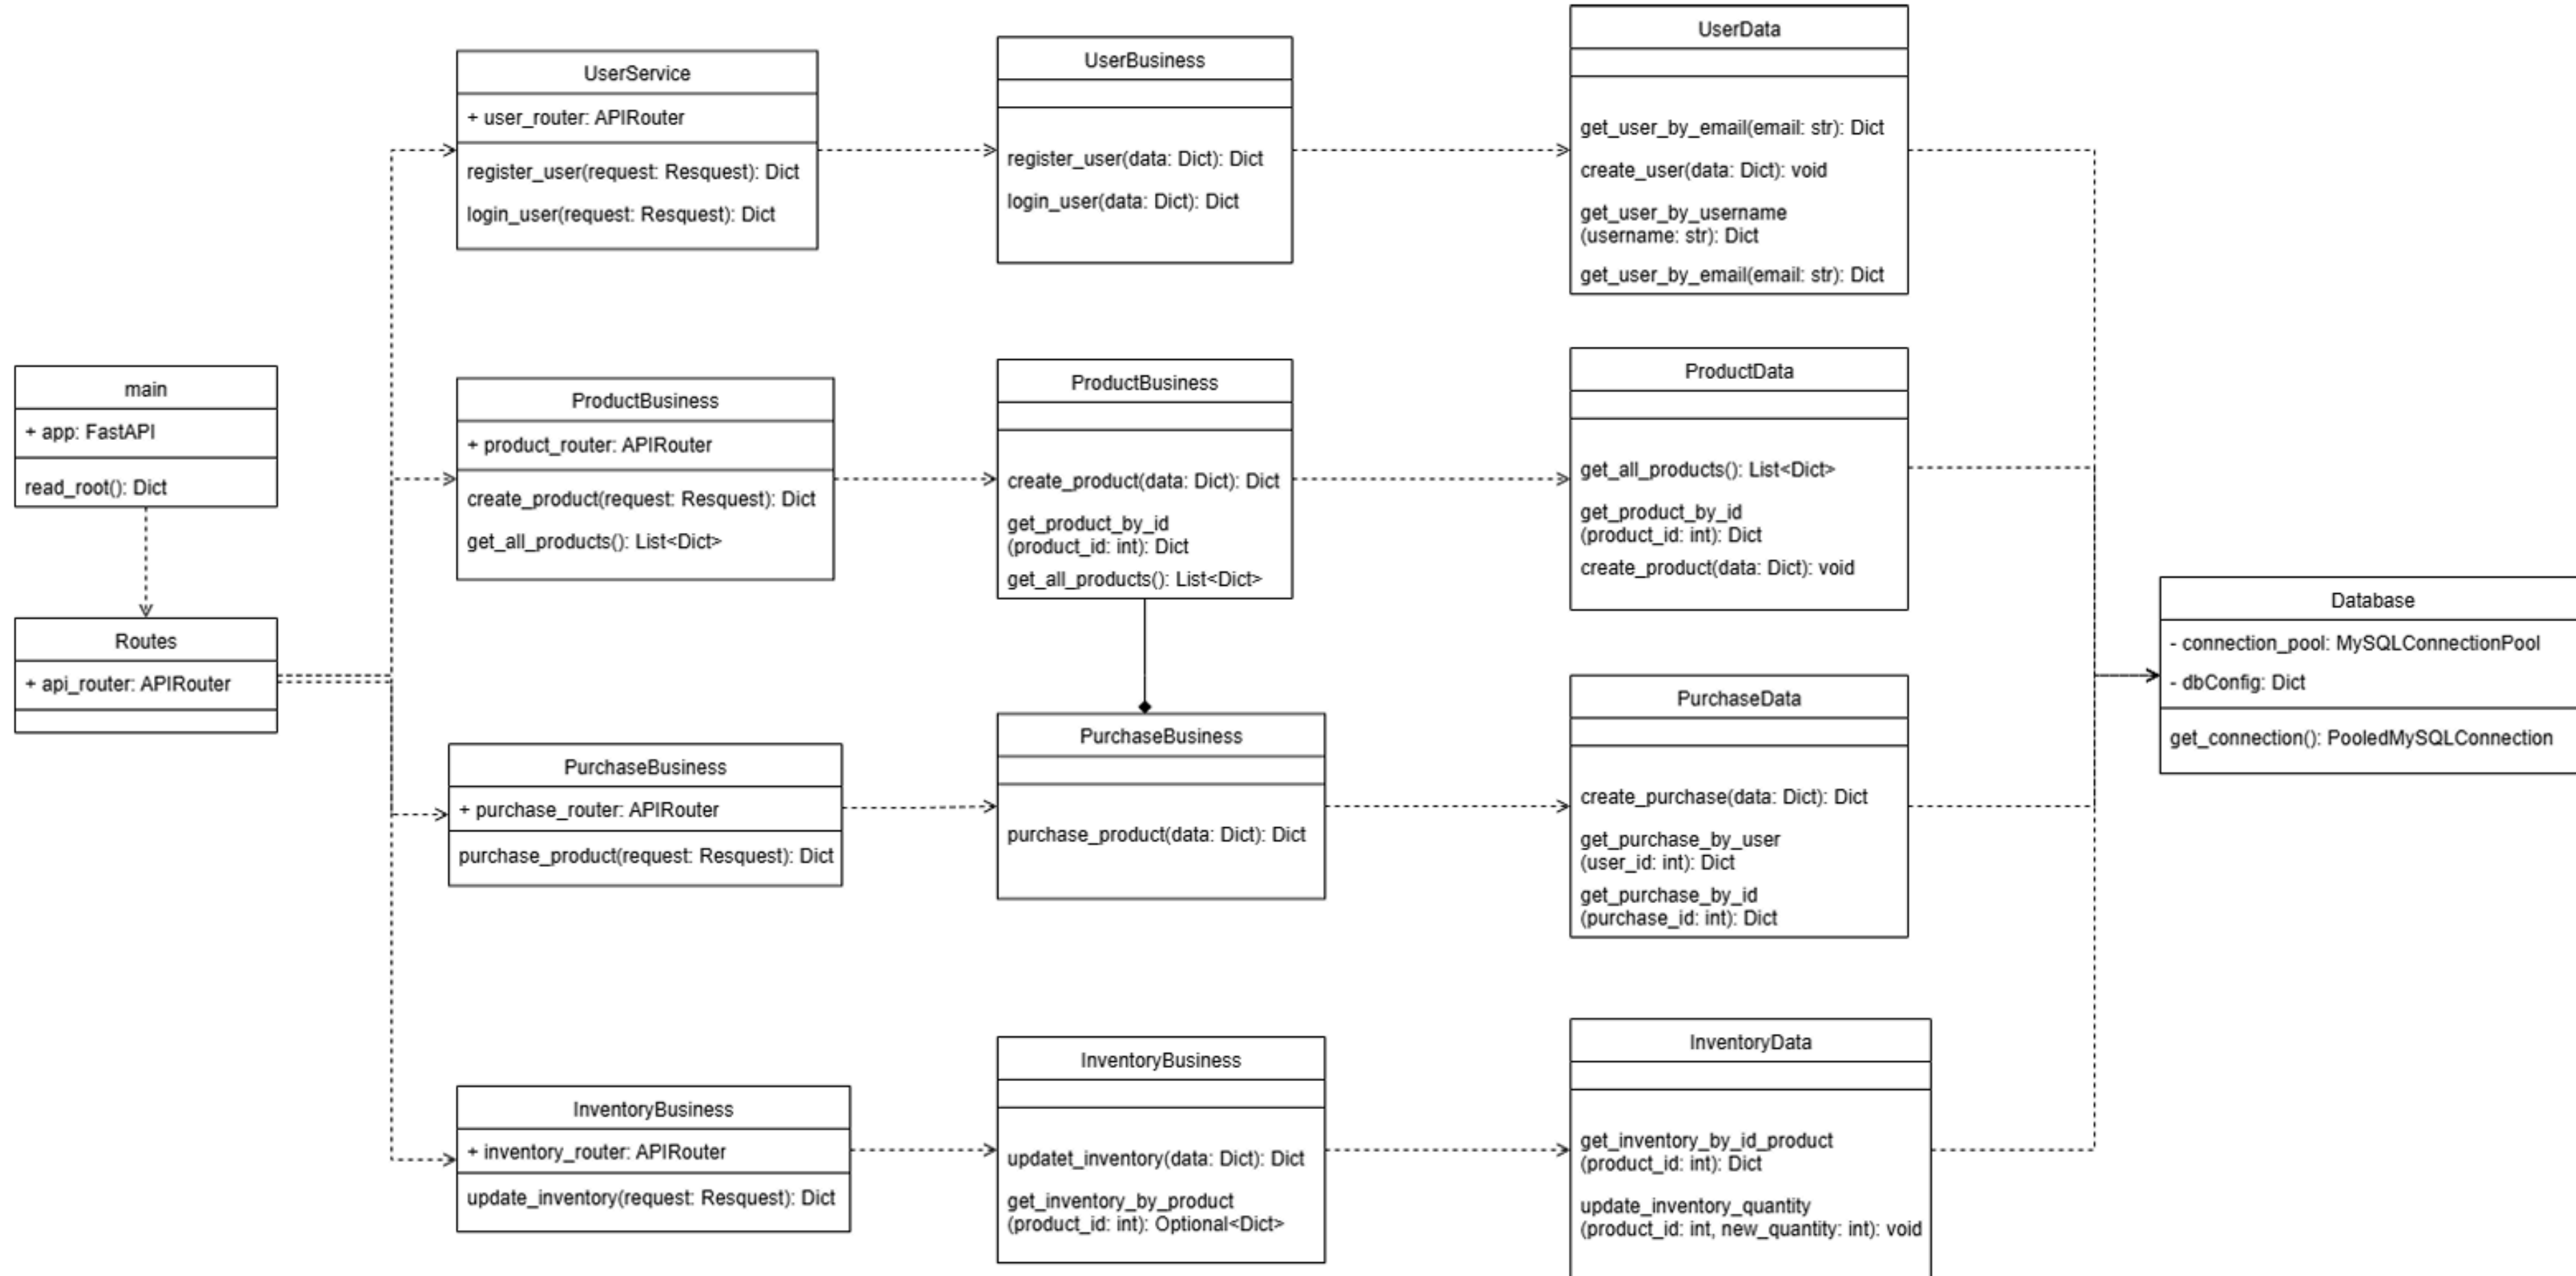 main
+ app: FastAPI
read_root(): Dict
Routes
+ api_router: APIRouter
UserService
+ user_router: APIRouter
register_user(request: Resquest): Dict
login_user(request: Resquest): Dict
ProductBusiness
+ product_router: APIRouter
create_product(request: Resquest): Dict
get_all_products(): List<Dict>
PurchaseBusiness
+ purchase_router: APIRouter
purchase_product(request: Resquest): Dict
InventoryBusiness
+ inventory_router: APIRouter
update_inventory(request: Resquest): Dict
UserBusiness
register_user(data: Dict): Dict
login_user(data: Dict): Dict
ProductBusiness
create_product(data: Dict): Dict
get_product_by_id
(product_id: int): Dict
get_all_products(): List<Dict>
PurchaseBusiness
purchase_product(data: Dict): Dict
InventoryBusiness
updatet_inventory(data: Dict): Dict
get_inventory_by_product
(product_id: int): Optional<Dict>
UserData
get_user_by_email(email: str): Dict
create_user(data: Dict): void
get_user_by_username
(username: str): Dict
get_user_by_email(email: str): Dict
ProductData
get_all_products(): List<Dict>
get_product_by_id
(product_id: int): Dict
create_product(data: Dict): void
PurchaseData
create_purchase(data: Dict): Dict
get_purchase_by_user
(user_id: int): Dict
get_purchase_by_id
(purchase_id: int): Dict
InventoryData
get_inventory_by_id_product
(product_id: int): Dict
update_inventory_quantity
(product_id: int, new_quantity: int): void
Database
- connection_pool: MySQLConnectionPool
- dbConfig: Dict
get_connection(): PooledMySQLConnection